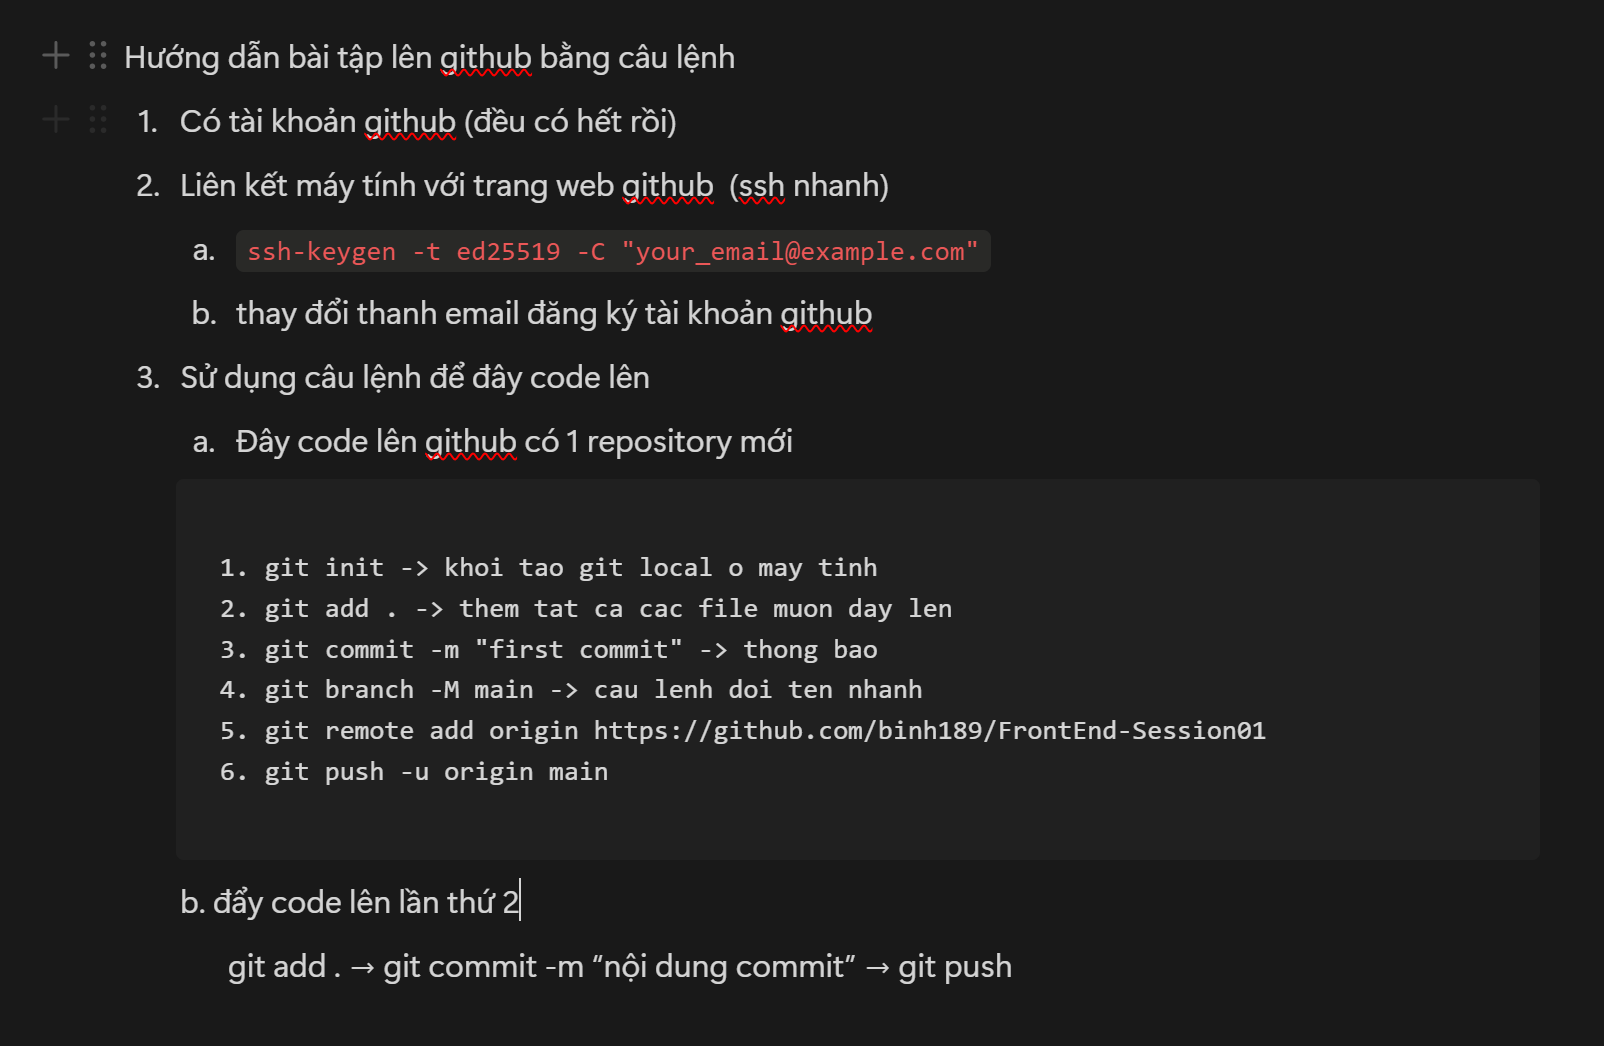 Hướng dẫn bài tập lên github bằng câu lệnh
1. Có tài khoản github (đều có hết rồi)
2. Liên kết máy tính với trang web github (ssh nhanh)
a. ssh-keygen -t ed25519 -C "your_email@example.com"
b. thay đổi thanh email đăng ký tài khoản github
3. Sử dụng câu lệnh để đây code lên
a. Đây code lên github có 1 repository mới
1. git init -> khoi tao git local o may tinh
2. git add . -> them tat ca cac file muon day len
3. git commit -m "first commit" -> thong bao
4. git branch -M main -> cau lenh doi ten nhanh
5. git remote add origin https://github.com/binh189/FrontEnd-Session01
6. git push -u origin main
b. đẩy code lên lần thứ 2
git add . → git commit -m “nội dung commit” → git push